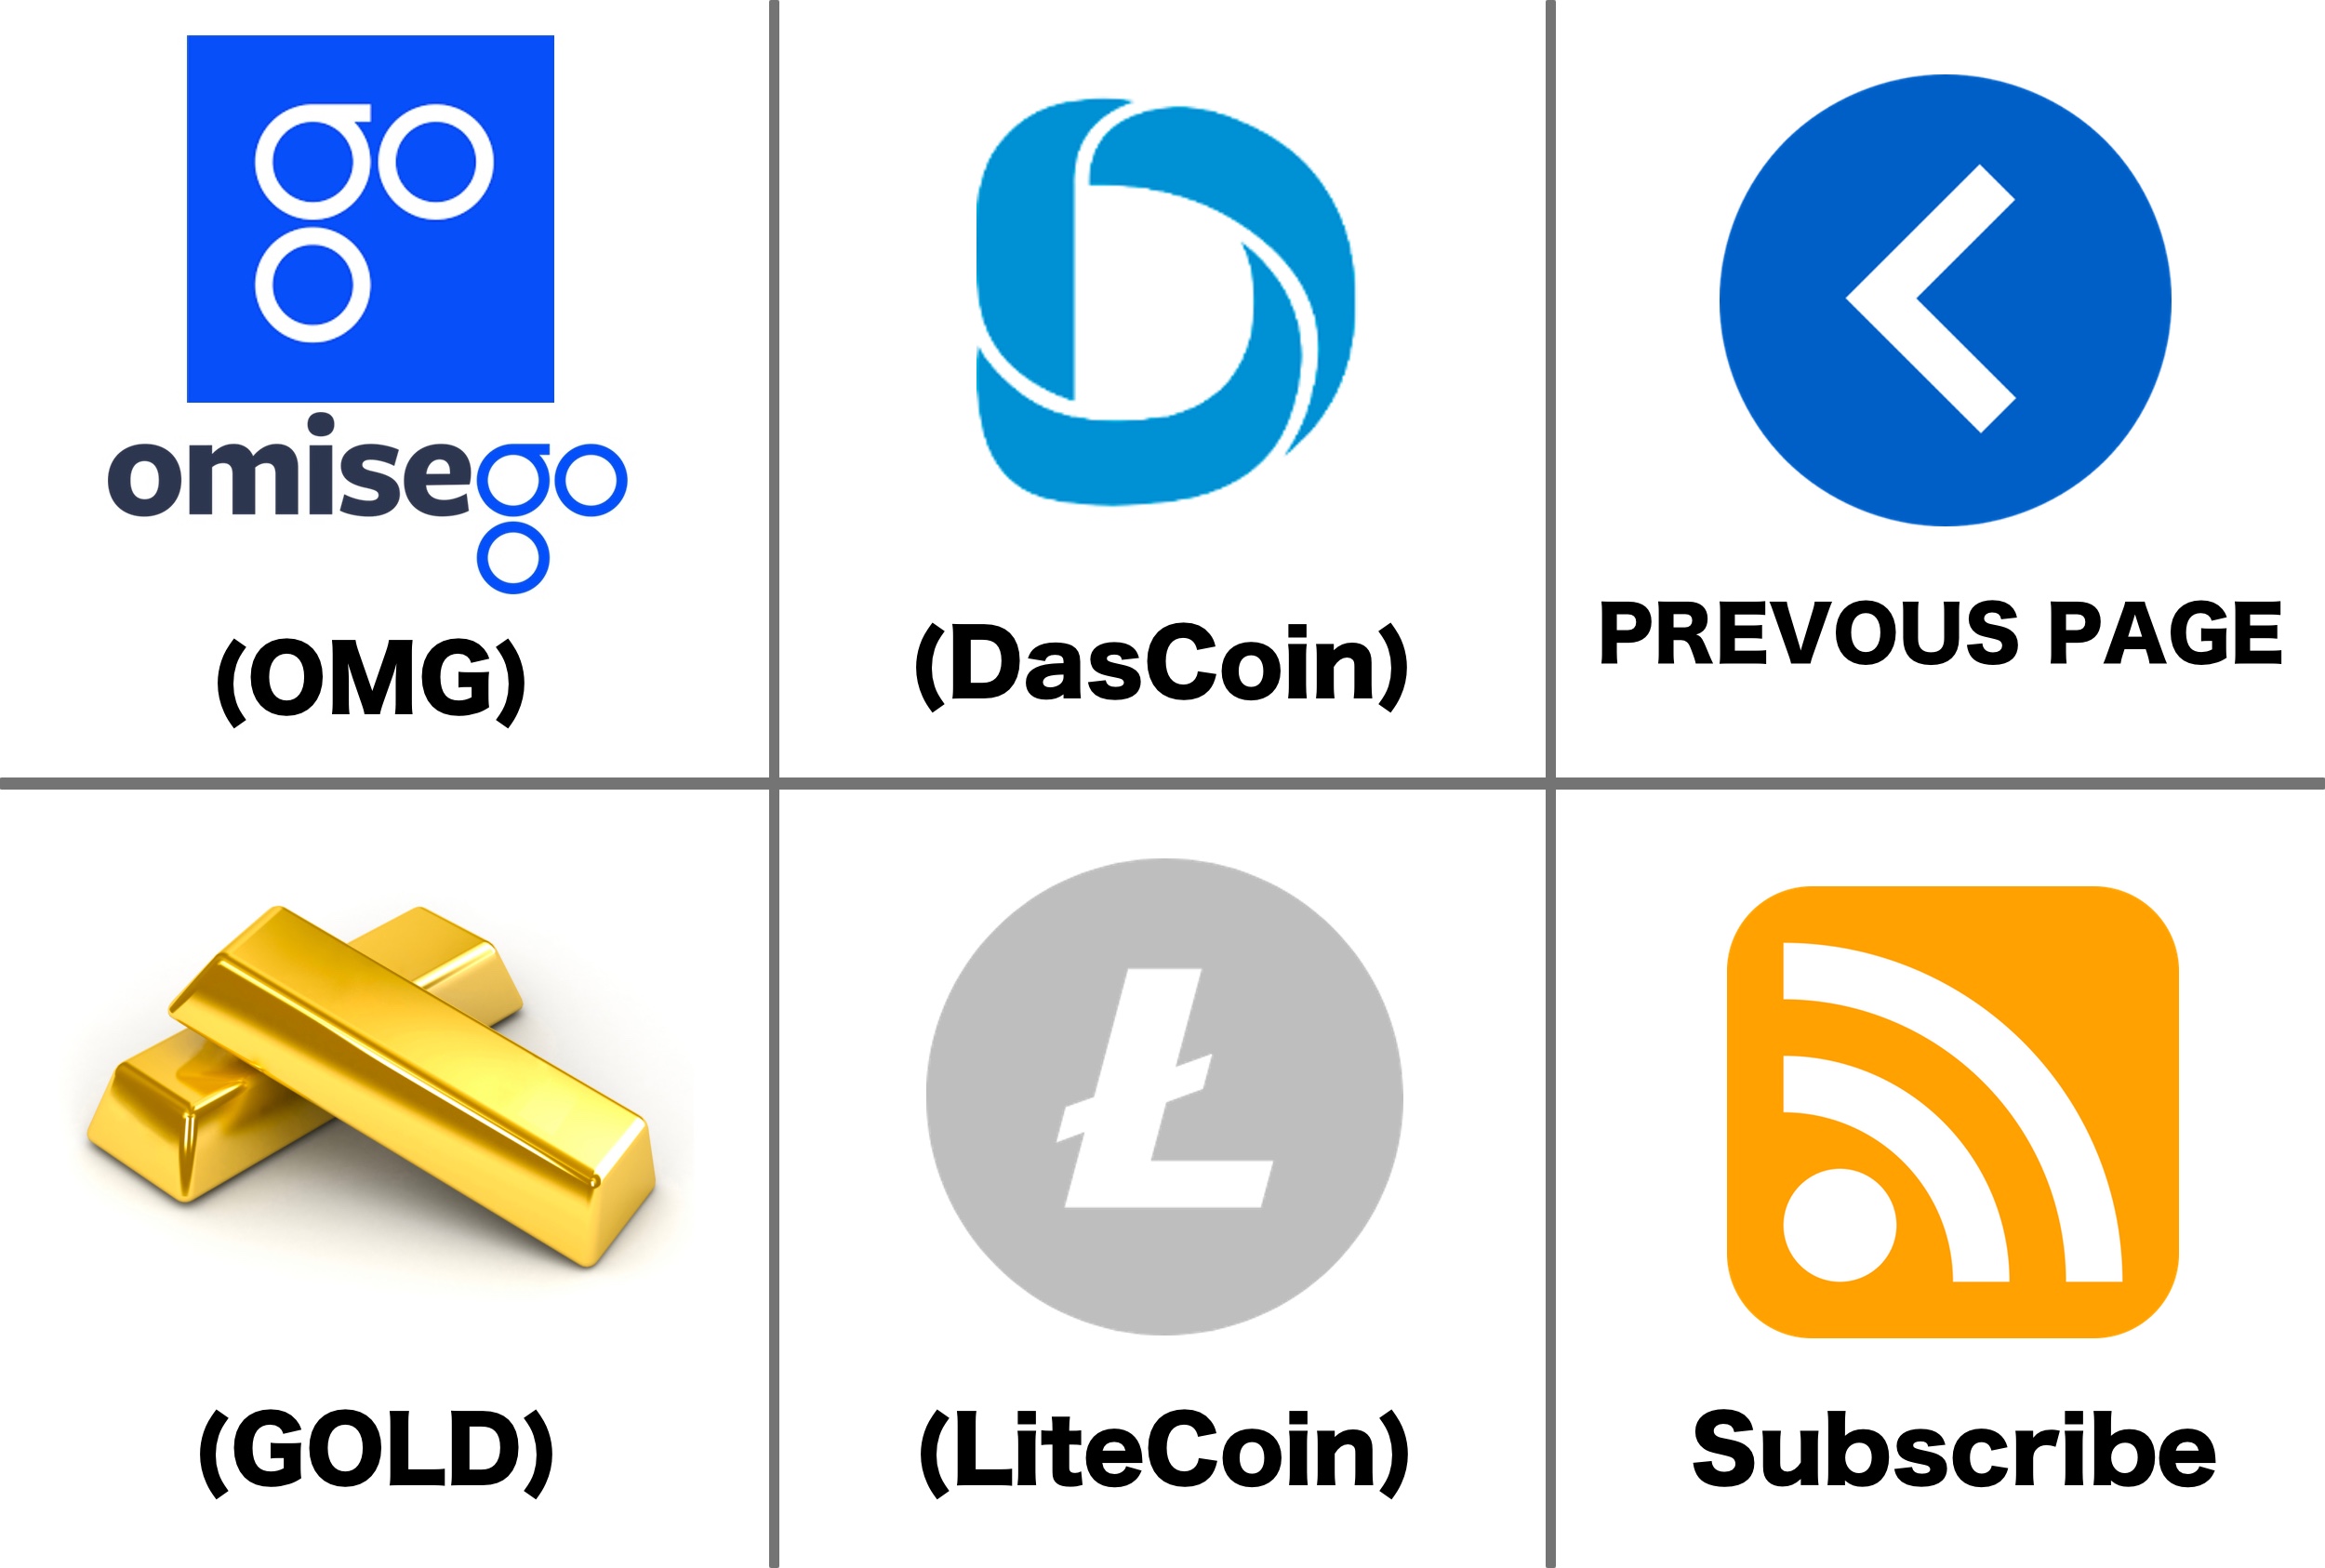 omisego
(OMG)
(DasCoin)
PREVOUS PAGE
(GOLD)
(LiteCoin)
Subscribe